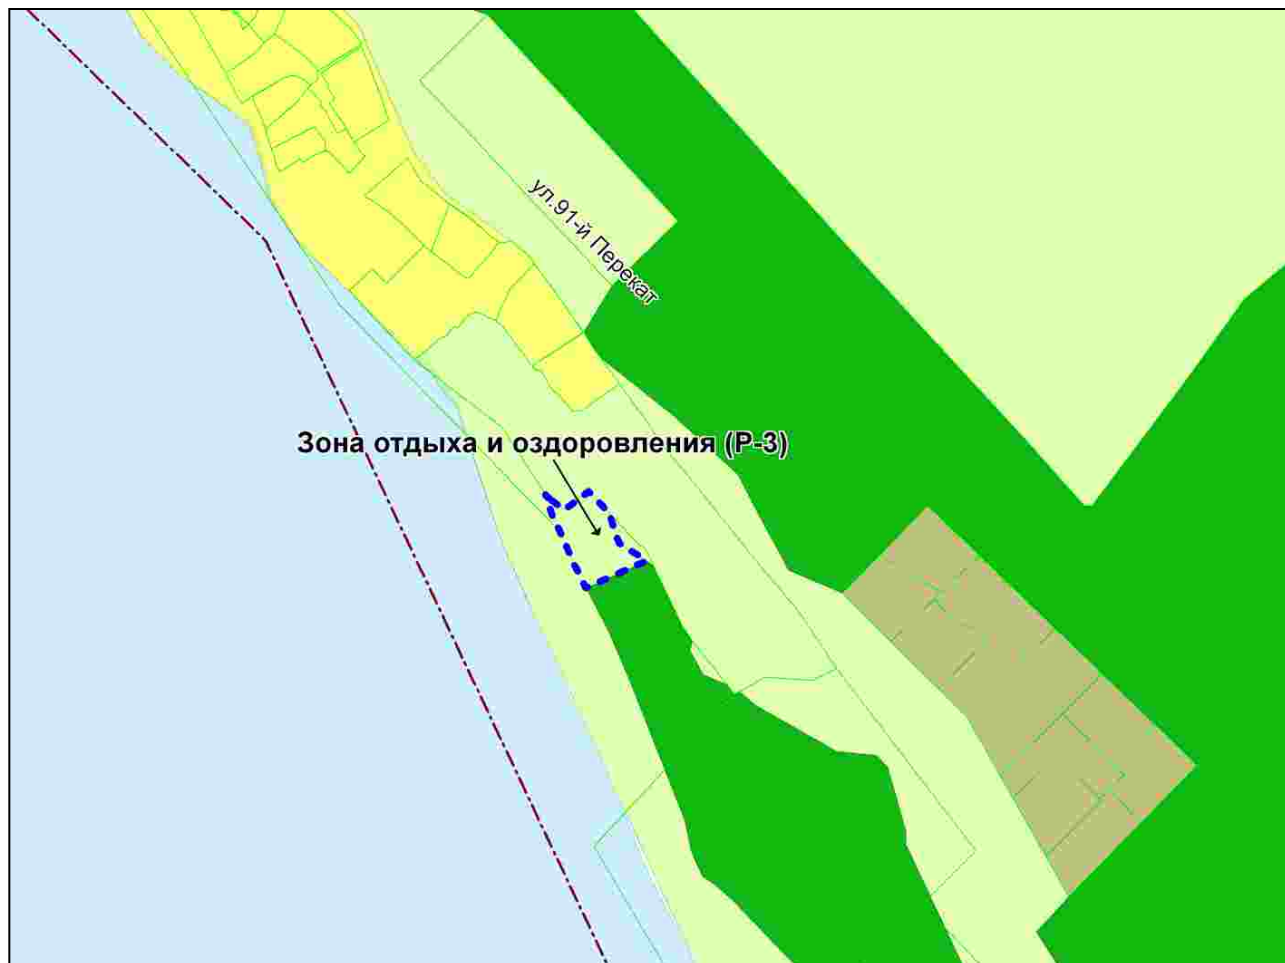 ул.91-й Перекат
Зона отдыха и оздоровления (Р-3)